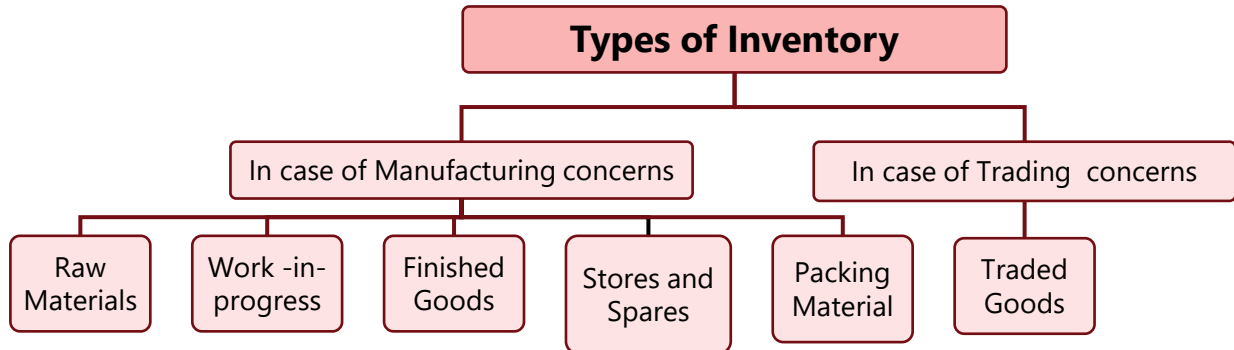 Types of Inventory
In case of Manufacturing concerns
In case of Trading concerns
Raw
Materials
Work -in-
progress
Finished
Goods
Stores and
Spares
Packing
Material
Traded
Goods